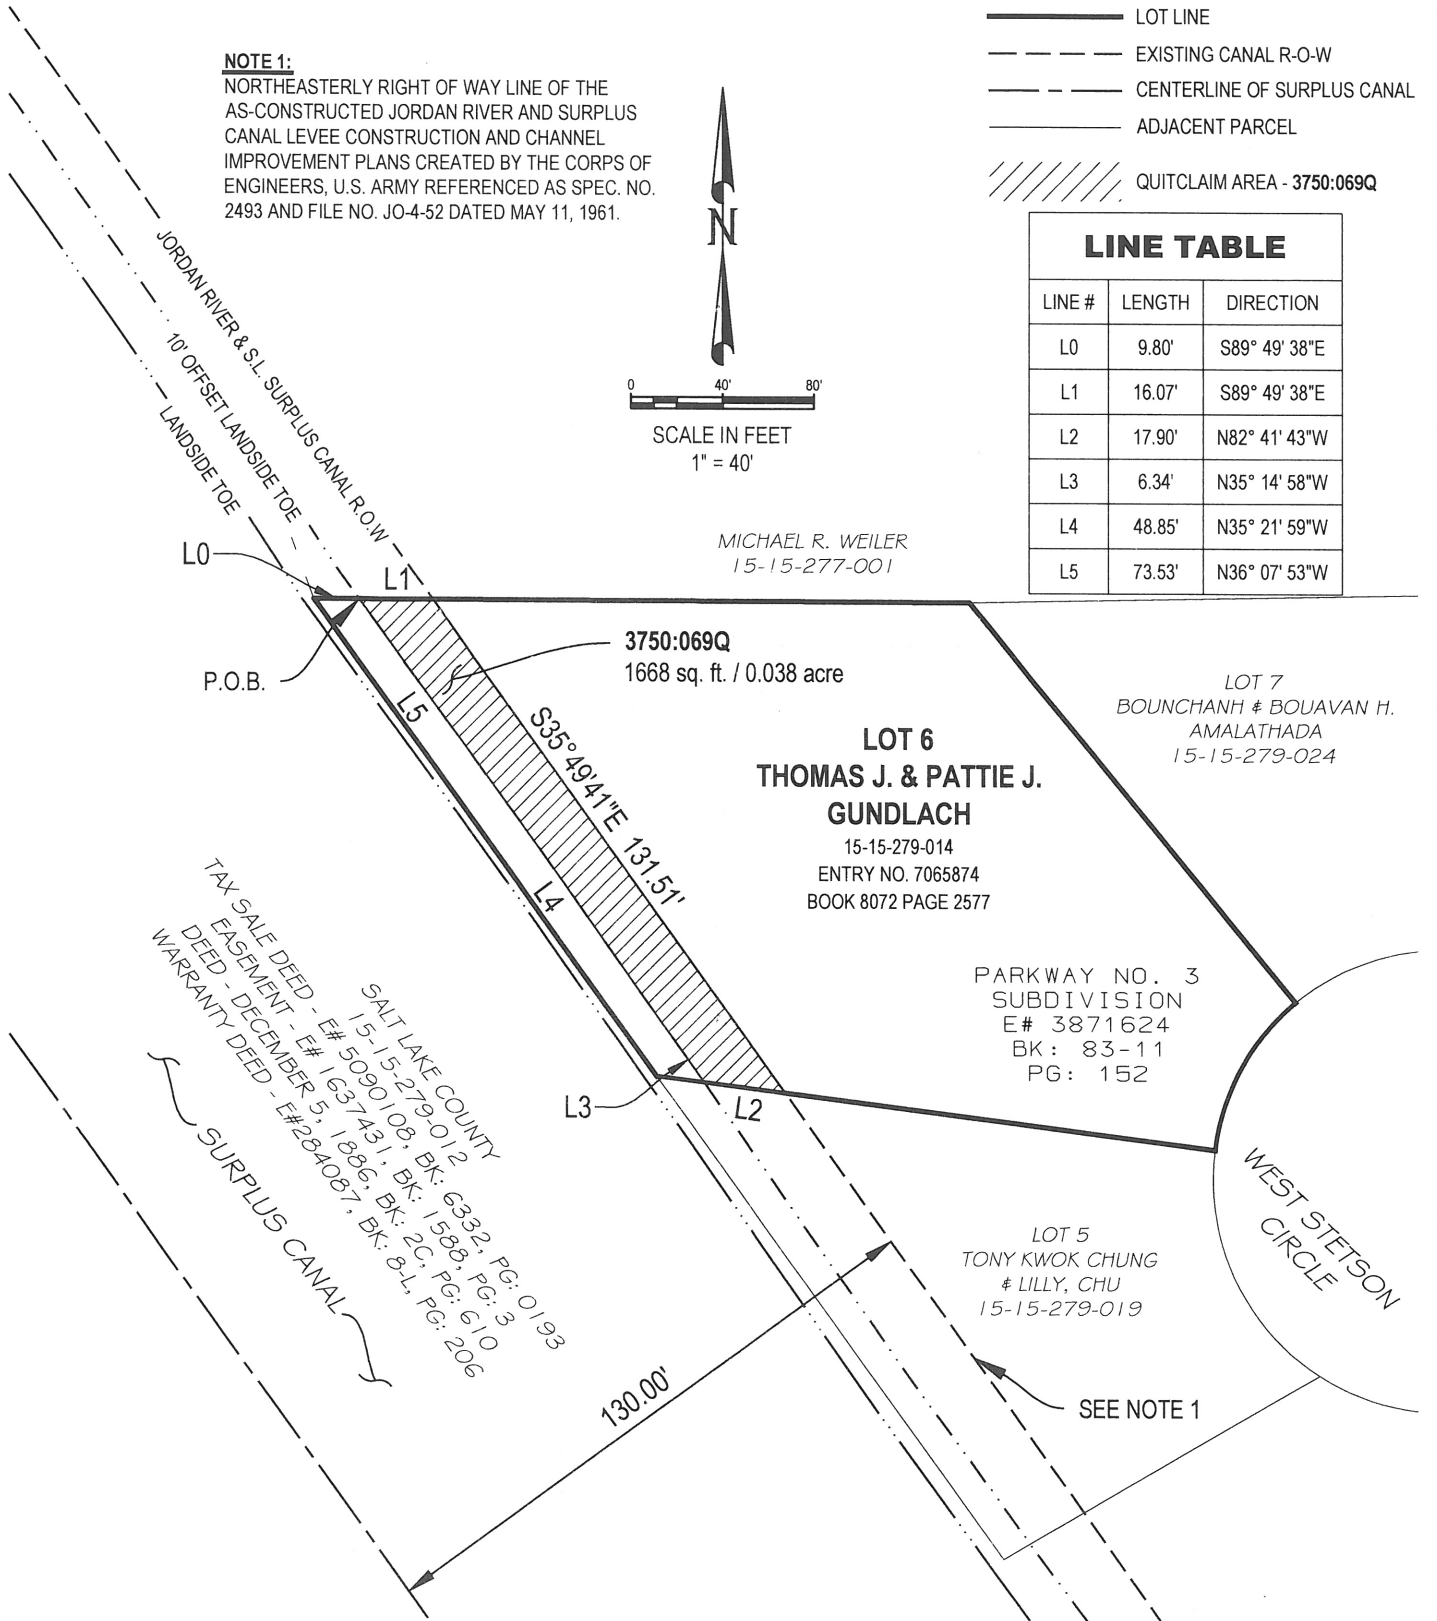 NOTE 1:
NORTHEASTERLY RIGHT OF WAY LINE OF THE
AS-CONSTRUCTED JORDAN RIVER AND SURPLUS
CANAL LEVEE CONSTRUCTION AND CHANNEL
IMPROVEMENT PLANS CREATED BY THE CORPS OF
ENGINEERS, U.S. ARMY REFERENCED AS SPEC. NO.
2493 AND FILE NO. JO-4-52 DATED MAY 11, 1961.
LOT LINE
EXISTING CANAL R-O-W
CENTERLINE OF SURPLUS CANAL
ADJACENT PARCEL
QUITCLAIM AREA - 3750:069Q
N
0 40' 80'
SCALE IN FEET
1" = 40'
LINE TABLE
LINE # LENGTH DIRECTION
L0 9.80' S89° 49' 38"E
L1 16.07' S89° 49' 38"E
L2 17.90' N82° 41' 43"W
L3 6.34' N35° 14' 58"W
L4 48.85' N35° 21' 59"W
L5 73.53' N36° 07' 53"W
JORDAN RIVER & S.L. SURPLUS CANAL R.O.W
10' OFFSET LANDSIDE TOE
LANDSIDE TOE
L0
L1
P.O.B.
MICHAEL R. WEILER
15-15-277-001
3750:069Q
1668 sq. ft. / 0.038 acre
L5
S35°49'41"E 131.51'
L4
LOT 6
THOMAS J. & PATTIE J.
GUNDLACH
15-15-279-014
ENTRY NO. 7065874
BOOK 8072 PAGE 2577
LOT 7
BOUNCHANH & BOUAVAN H.
AMALATHADA
15-15-279-024
PARKWAY NO. 3
SUBDIVISION
E# 3871624
BK: 83-11
PG: 152
L3
L2
SALT LAKE COUNTY
15-15-279-012
TAX SALE DEED - E# 5090108, BK: 6332, PG: 0193
EASEMENT - E# 1637431, BK: 1588, PG: 3
DEED - DECEMBER 5, 1886, BK: 2C, PG: 610
WARRANTY DEED - E#284087, BK: 8-L, PG: 206
SURPLUS CANAL
130.00'
LOT 5
TONY KWOK CHUNG
& LILLY, CHU
15-15-279-019
WEST STETSON
CIRCLE
SEE NOTE 1